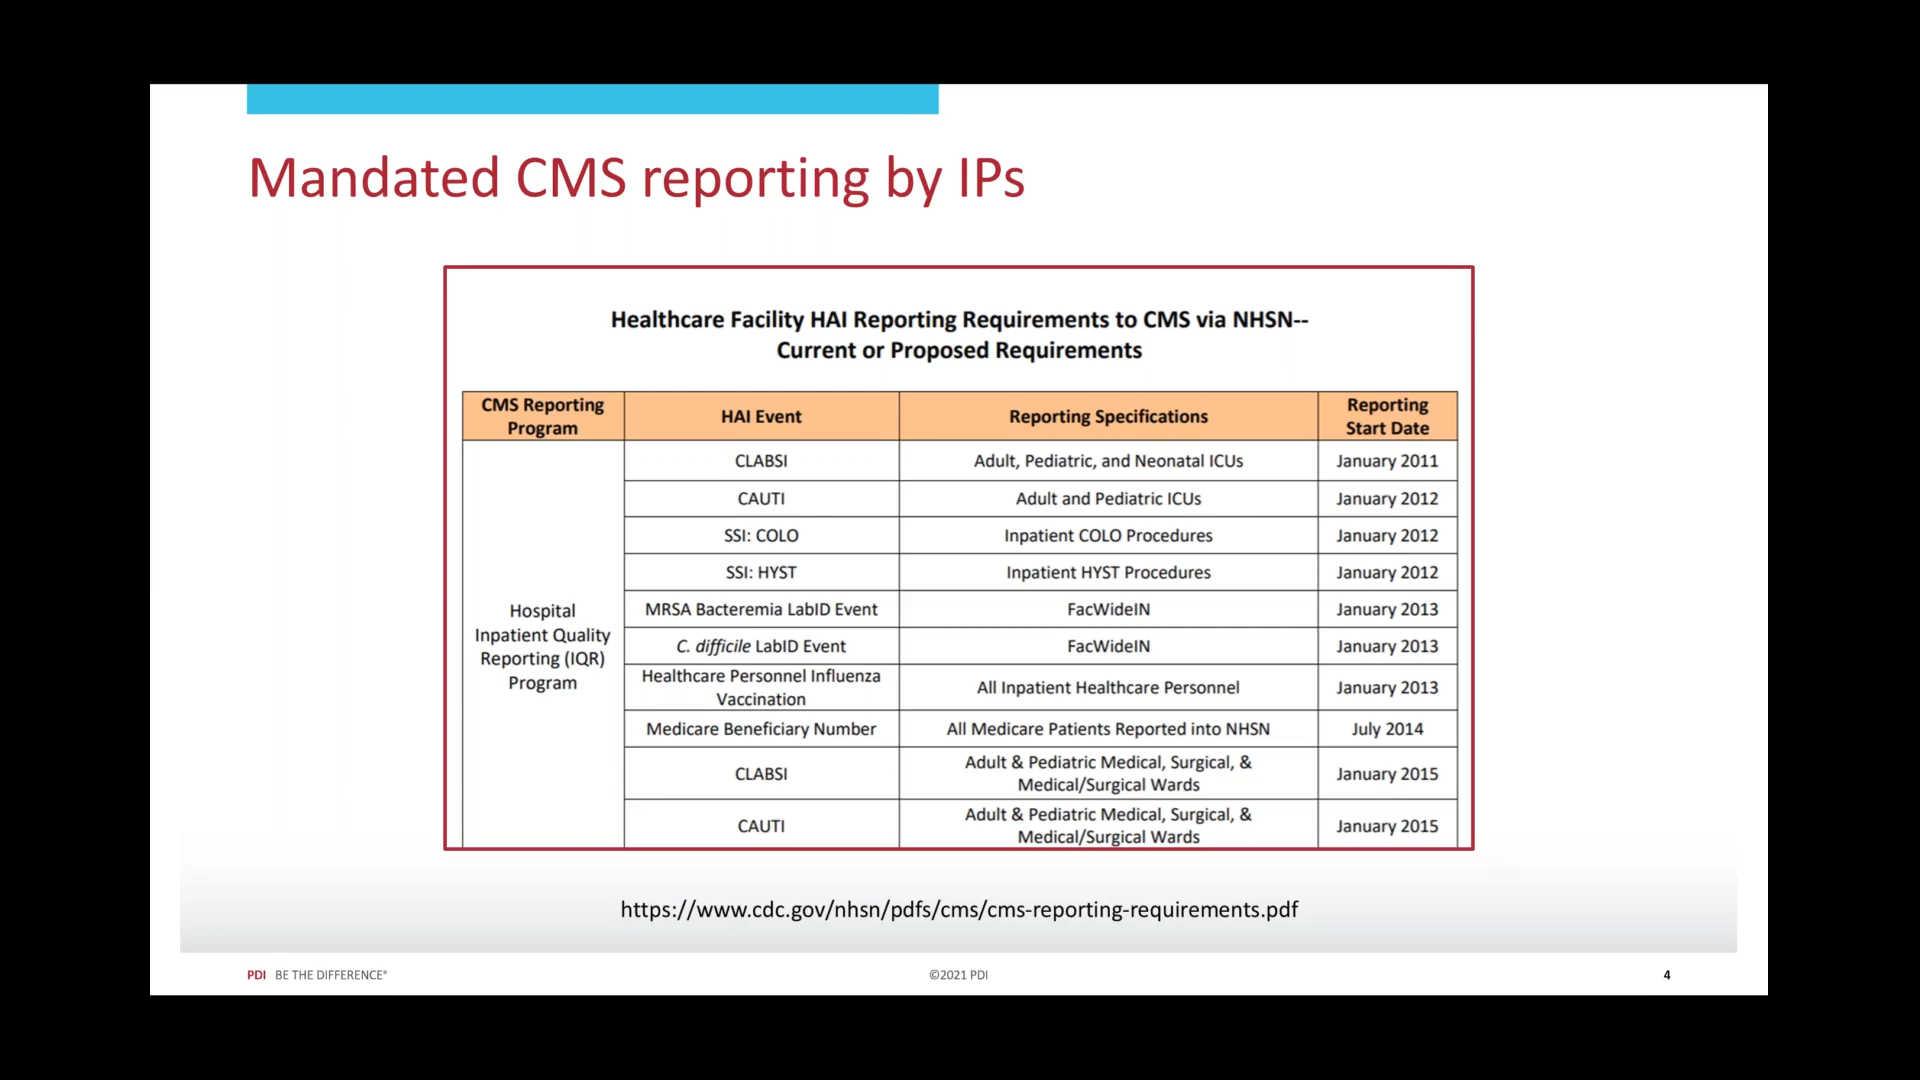 Mandated CMS reporting by IPs
Healthcare Facility HAI Reporting Requirements to CMS via NHSN--
Current or Proposed Requirements
CMS Reporting
Program
HAI Event
Reporting Specifications
Reporting
Start Date
Hospital
Inpatient Quality
Reporting (IQR)
Program
CLABSI
Adult, Pediatric, and Neonatal ICUs
January 2011
CAUTI
Adult and Pediatric ICUs
January 2012
SSI: COLO
Inpatient COLO Procedures
January 2012
SSI: HYST
Inpatient HYST Procedures
January 2012
MRSA Bacteremia LabID Event
FacWideIN
January 2013
C. difficile LabID Event
FacWideIN
January 2013
Healthcare Personnel Influenza
Vaccination
All Inpatient Healthcare Personnel
January 2013
Medicare Beneficiary Number
All Medicare Patients Reported into NHSN
July 2014
CLABSI
Adult & Pediatric Medical, Surgical, &
Medical/Surgical Wards
January 2015
CAUTI
Adult & Pediatric Medical, Surgical, &
Medical/Surgical Wards
January 2015
https://www.cdc.gov/nhsn/pdfs/cms/cms-reporting-requirements.pdf
PDI BE THE DIFFERENCE®
©2021 PDI
4